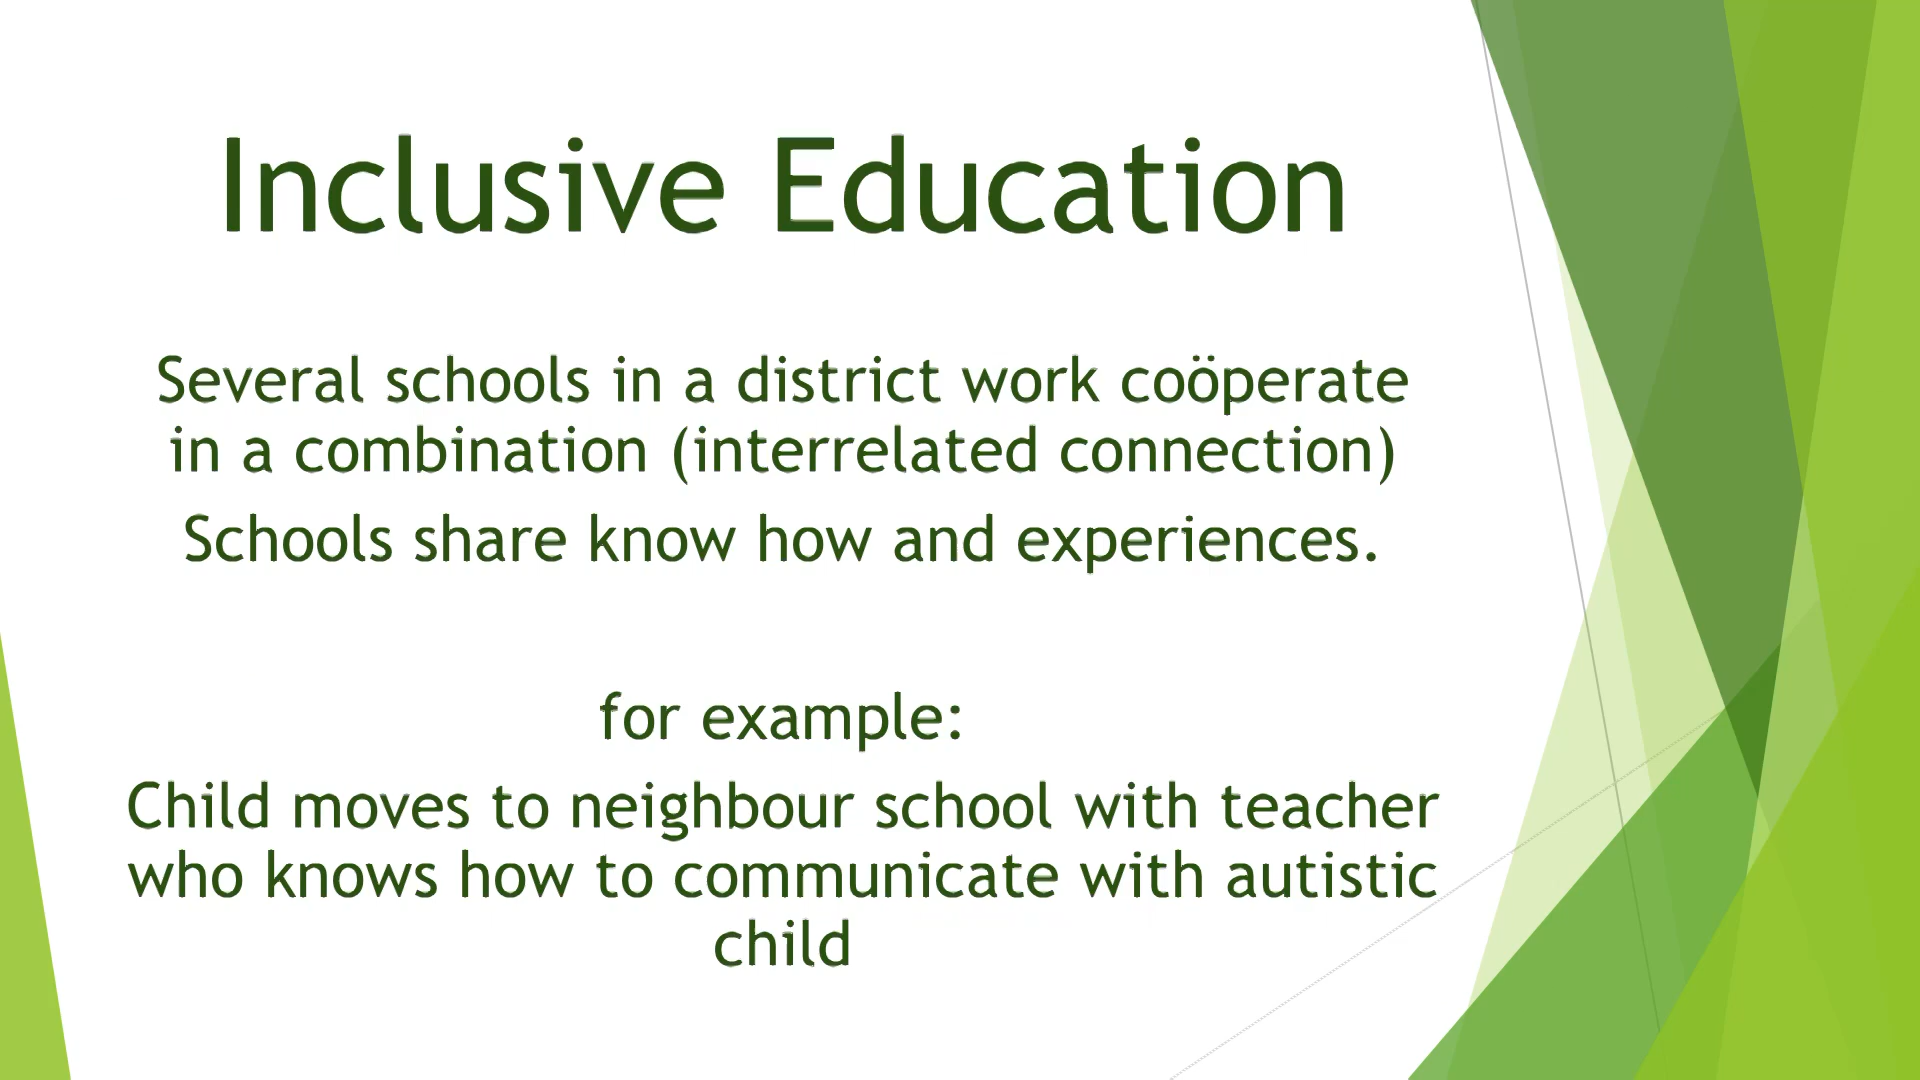 Inclusive Education
Several schools in a district work coöperate
in a combination (interrelated connection)
Schools share know how and experiences.
for example:
Child moves to neighbour school with teacher
who knows how to communicate with autistic
child